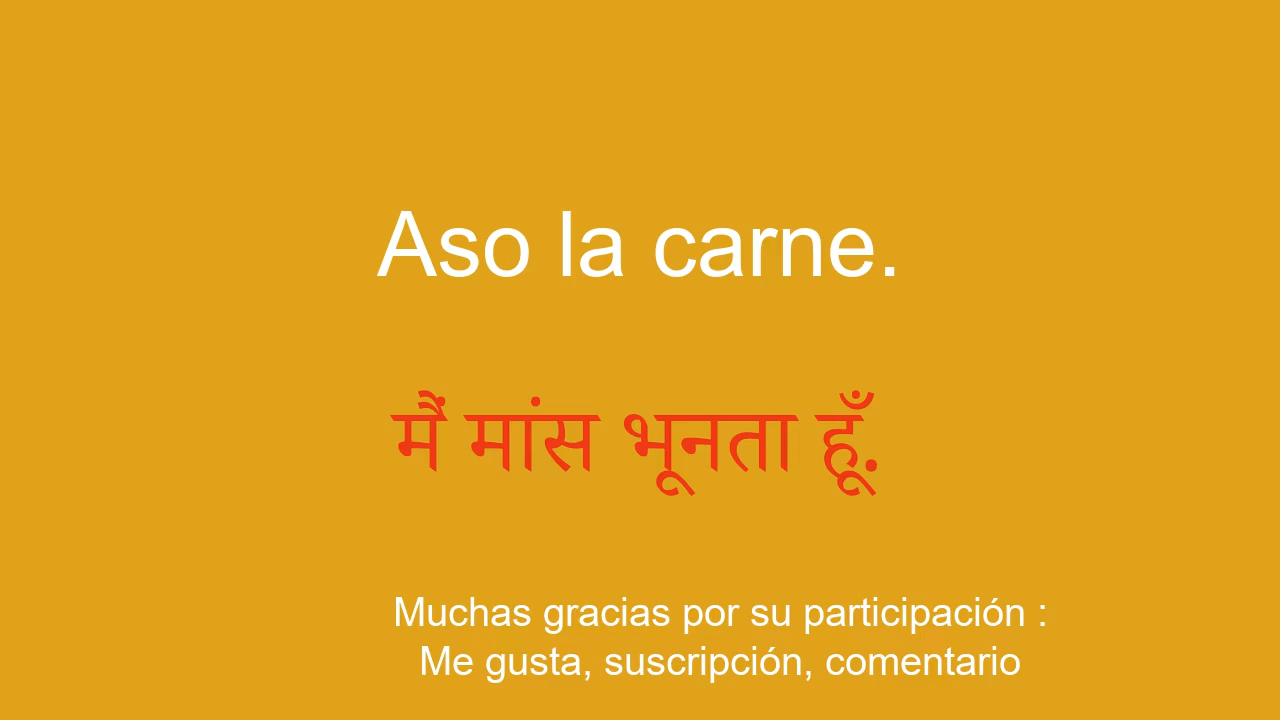 Aso la carne.
मैं मांस भूनता हूँ.
Muchas gracias por su participación :
Me gusta, suscripción, comentario